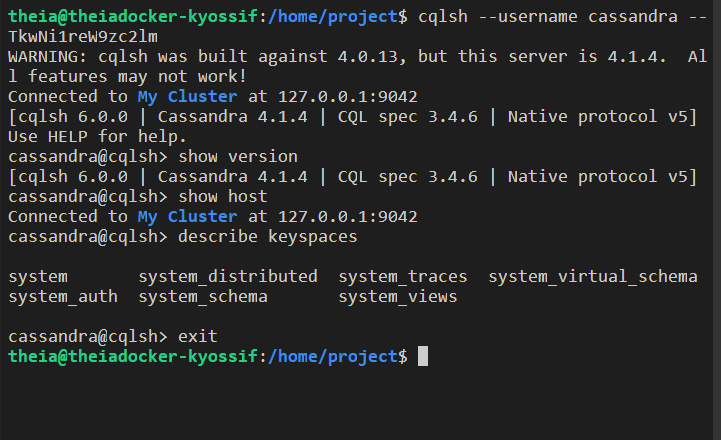 theia@theiadocker-kyossif:/home/project$ cqlsh --username cassandra --
TkwNi1reW9zc2lm
WARNING: cqlsh was built against 4.0.13, but this server is 4.1.4.  Al
l features may not work!
Connected to My Cluster at 127.0.0.1:9042
[cqlsh 6.0.0 | Cassandra 4.1.4 | CQL spec 3.4.6 | Native protocol v5]
Use HELP for help.
cassandra@cqlsh> show version
[cqlsh 6.0.0 | Cassandra 4.1.4 | CQL spec 3.4.6 | Native protocol v5]
cassandra@cqlsh> show host
Connected to My Cluster at 127.0.0.1:9042
cassandra@cqlsh> describe keyspaces
system       system_distributed  system_traces  system_virtual_schema
system_auth  system_schema       system_views
cassandra@cqlsh> exit
theia@theiadocker-kyossif:/home/project$